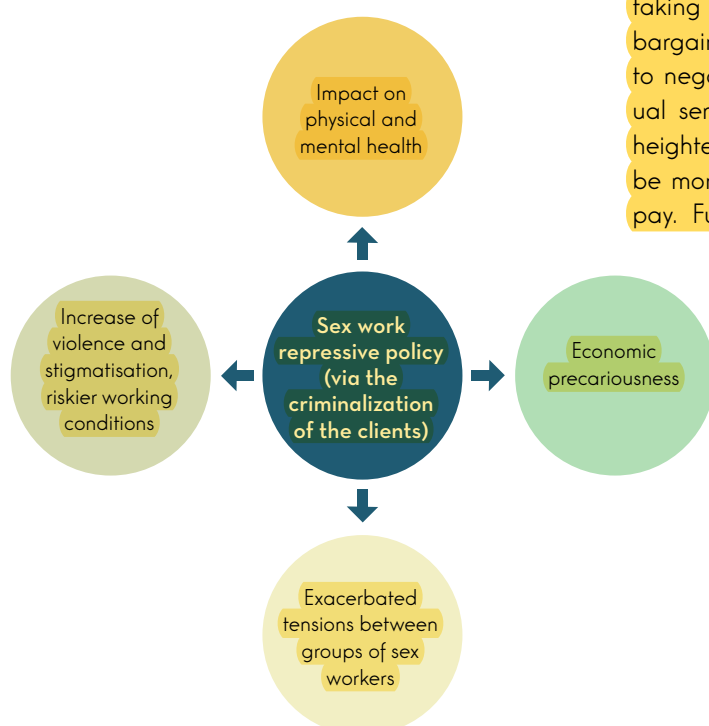 taking
bargain
to nego
ual ser
heighte
be mor
pay. Fu
Impact on
physical and
mental health
Increase of
violence and
stigmatisation,
riskier working
conditions
Sex work
repressive policy
(via the
criminalization
of the clients)
Economic
precariousness
Exacerbated
tensions between
groups of sex
workers